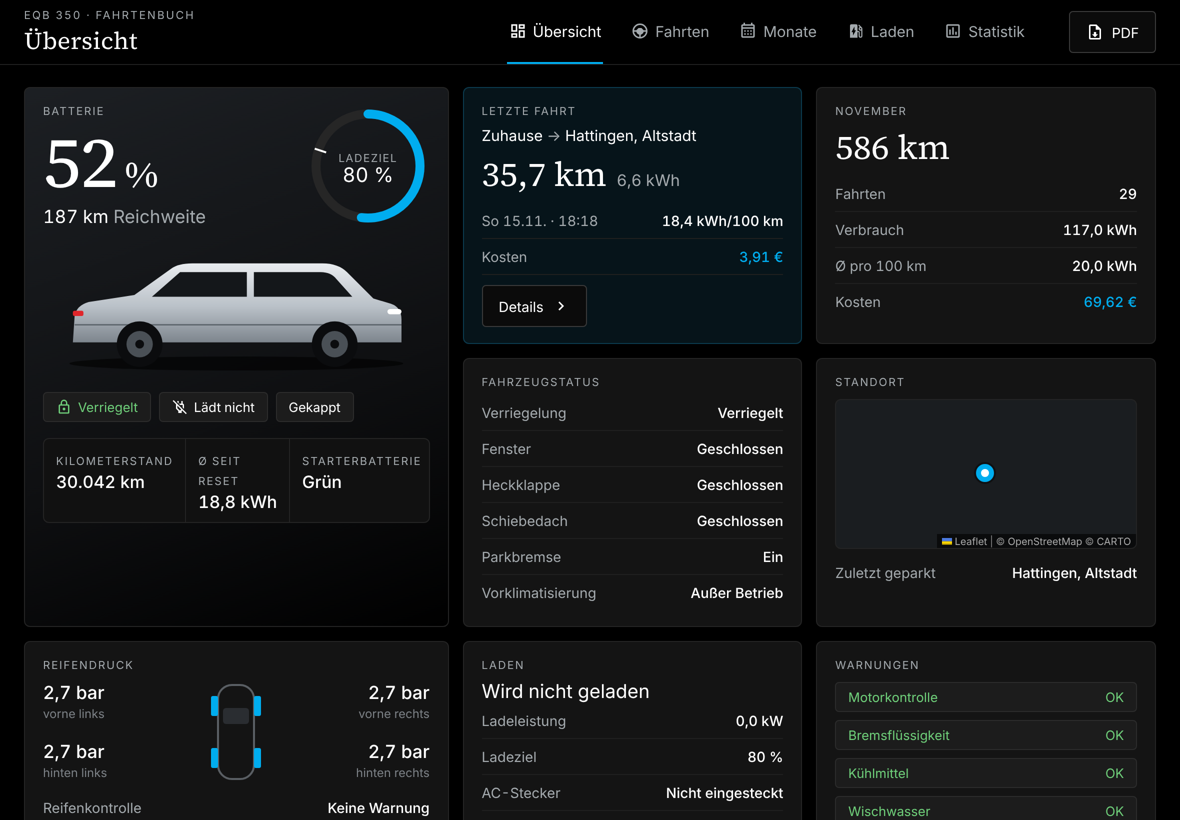 EQB 350 · FAHRTENBUCH
Übersicht
Übersicht
Fahrten
Monate
Laden
Statistik
PDF
BATTERIE
52 %
187 km Reichweite
LADEZIEL
80 %
Verriegelt
Lädt nicht
Gekappt
KILOMETERSTAND
30.042 km
Ø SEIT
RESET
18,8 kWh
STARTERBATTERIE
Grün
LETZTE FAHRT
Zuhause → Hattingen, Altstadt
35,7 km 6,6 kWh
So 15.11. · 18:18 18,4 kWh/100 km
Kosten 3,91 €
Details
NOVEMBER
586 km
Fahrten 29
Verbrauch 117,0 kWh
Ø pro 100 km 20,0 kWh
Kosten 69,62 €
FAHRZEUGSTATUS
Verriegelung Verriegelt
Fenster Geschlossen
Heckklappe Geschlossen
Schiebedach Geschlossen
Parkbremse Ein
Vorklimatisierung Außer Betrieb
STANDORT
Leaflet | © OpenStreetMap © CARTO
Zuletzt geparkt Hattingen, Altstadt
REIFENDRUCK
2,7 bar 2,7 bar
vorne links vorne rechts
2,7 bar 2,7 bar
hinten links hinten rechts
Reifenkontrolle Keine Warnung
LADEN
Wird nicht geladen
Ladeleistung 0,0 kW
Ladeziel 80 %
AC-Stecker Nicht eingesteckt
WARNUNGEN
Motorkontrolle OK
Bremsflüssigkeit OK
Kühlmittel OK
Wischwasser OK